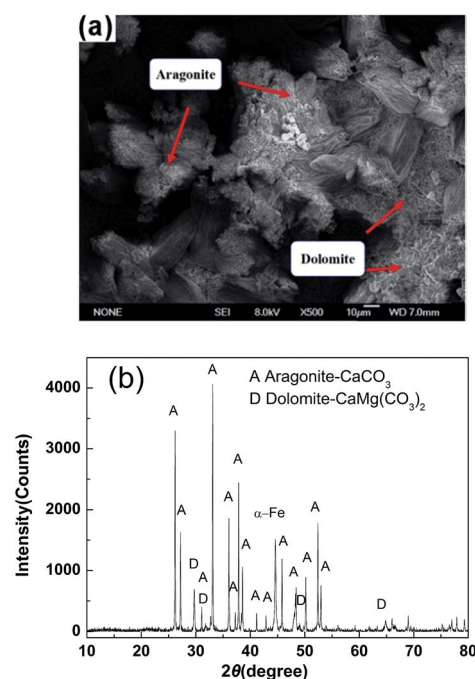 (a)
Aragonite
Dolomite
NONE SEI 8.0kV X500 10μm WD 7.0mm
(b)
A Aragonite-CaCO₃
D Dolomite-CaMg(CO₃)₂
Intensity(Counts)
4000
3000
2000
1000
0
A
A
D
A
D
A
A
A
A
A
A
A
α–Fe
A
A
D
A
A
A
D
10 20 30 40 50 60 70 80
2θ(degree)